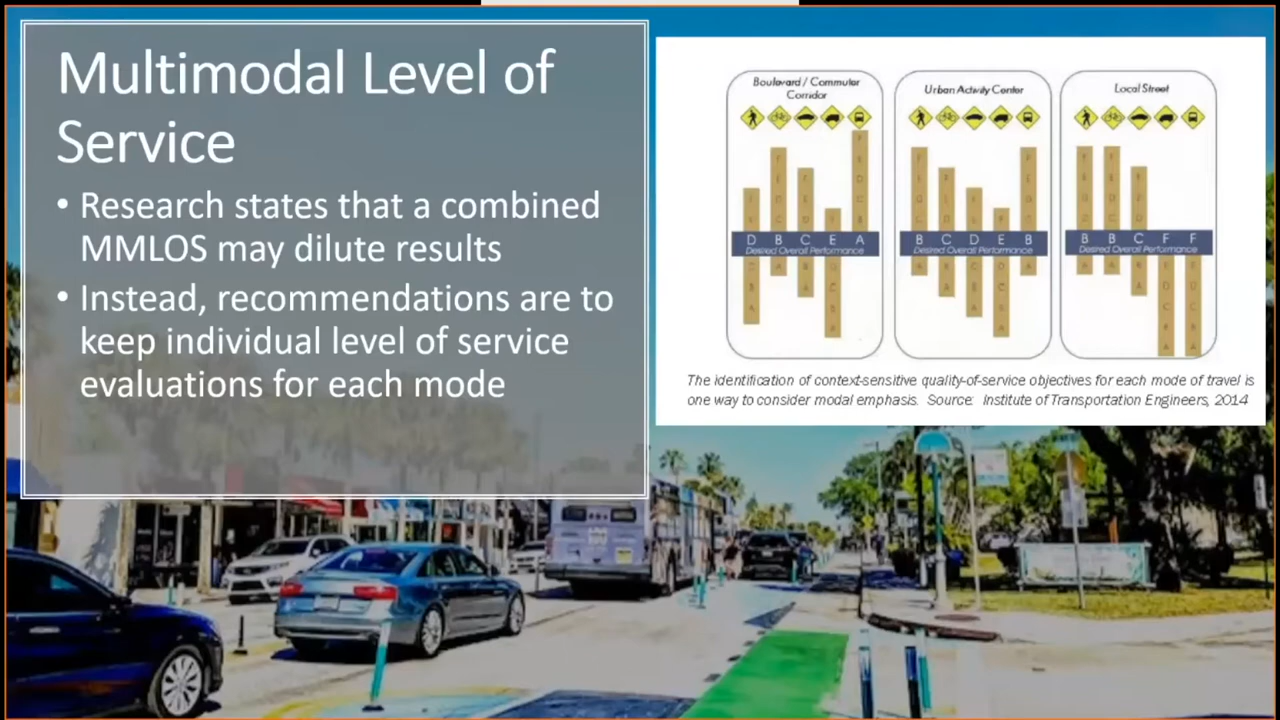 Multimodal Level of
Service
• Research states that a combined
MMLOS may dilute results
• Instead, recommendations are to
keep individual level of service
evaluations for each mode
Boulevard / Commuter
Corridor
D B C E A
Desired Overall Performance
Urban Activity Center
B C D E B
Desired Overall Performance
Local Street
B B C F F
Desired Overall Performance
The identification of context-sensitive quality-of-service objectives for each mode of travel is
one way to consider modal emphasis. Source: Institute of Transportation Engineers, 2014